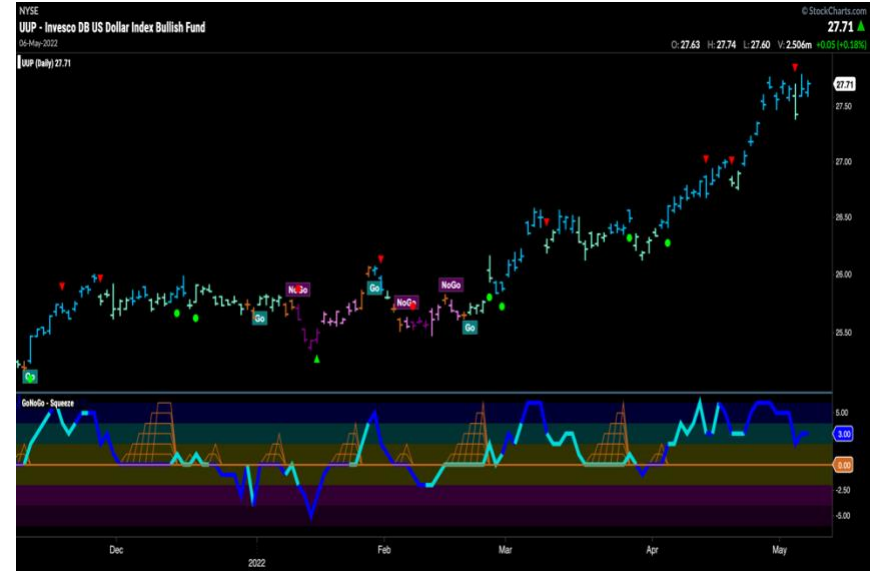 NYSE
© StockCharts.com
UUP - Invesco DB US Dollar Index Bullish Fund
27.71
06-May-2022
O: 27.63 H: 27.74 L: 27.60 V: 2.506m +0.05 (+0.18%)
UUP (Daily) 27.71
27.71
27.50
27.00
26.50
26.00
25.50
NoGo
Go
Go
NoGo
NoGo
Go
Go
GoNoGo - Squeeze
5.00
3.00
0.00
-2.50
-5.00
Dec
2022
Feb
Mar
Apr
May